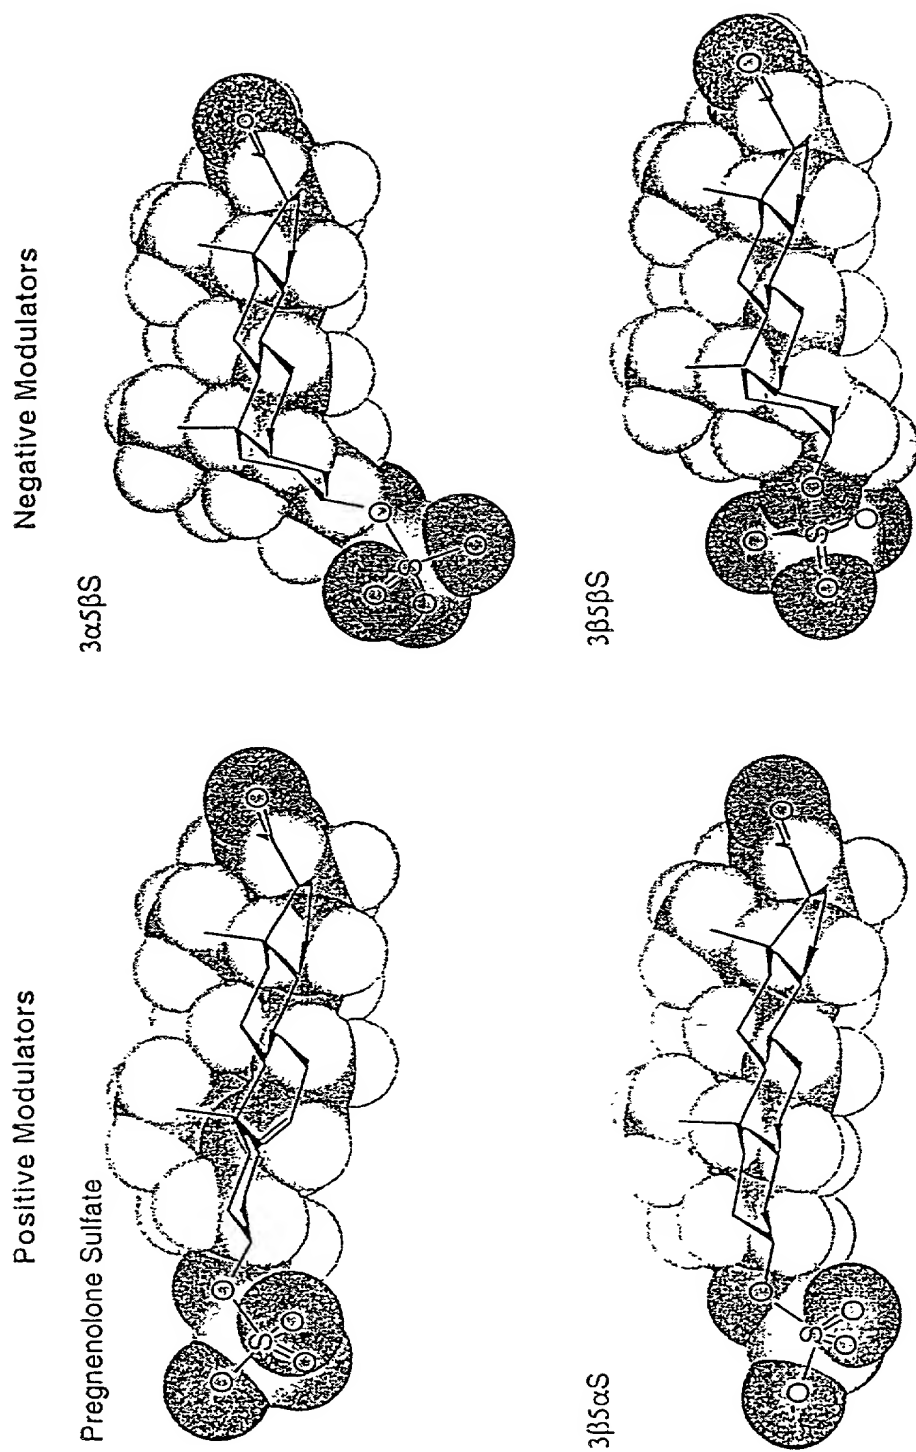 Positive Modulators
Negative Modulators
Pregnenolone Sulfate
3α5βS
3β5αS
3β5βS
O
S
O
O
O
O
O
S
O
O
O
O
O
S
O
O
O
O
O
S
O
O
O
O